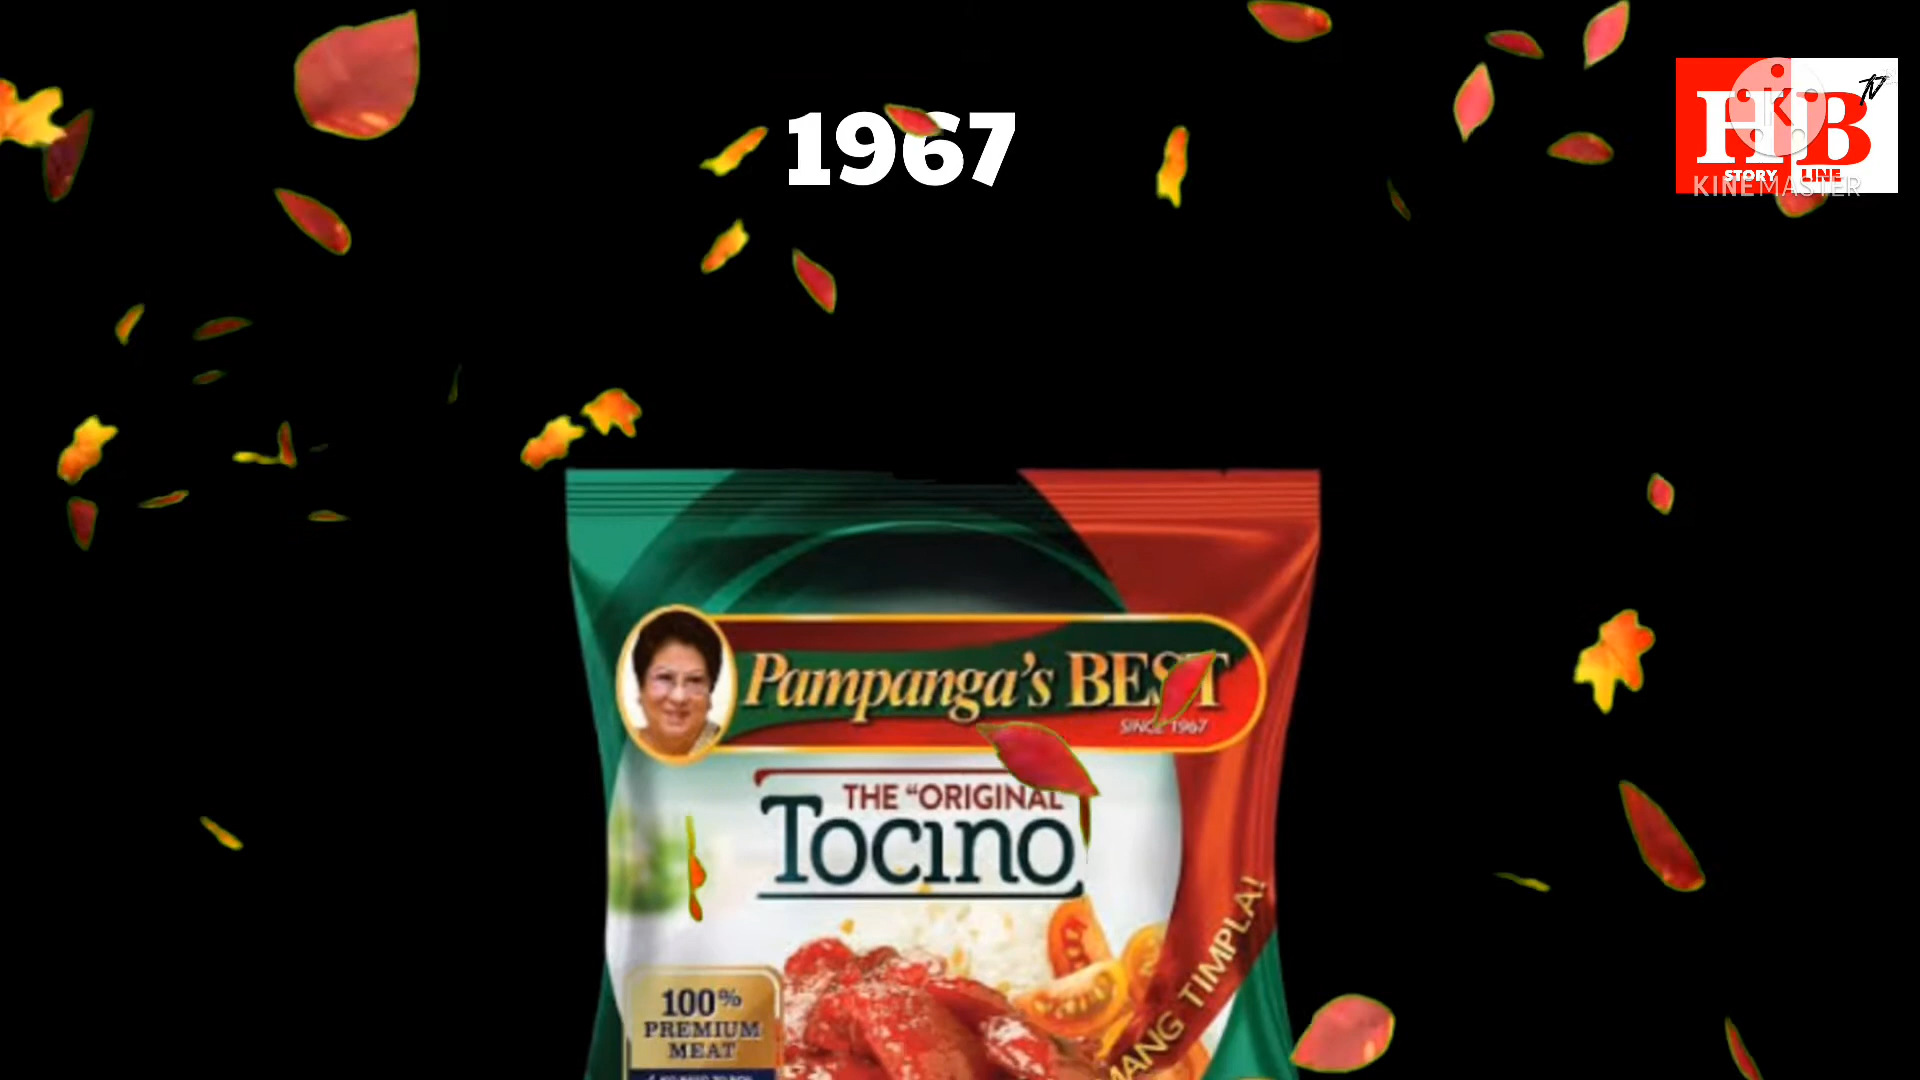 1967
HB TV
STORY LINE
KINEMASTER
Pampanga's BEST
SINCE 1967
THE "ORIGINAL
Tocino
100%
PREMIUM
MEAT
TIMPLA!